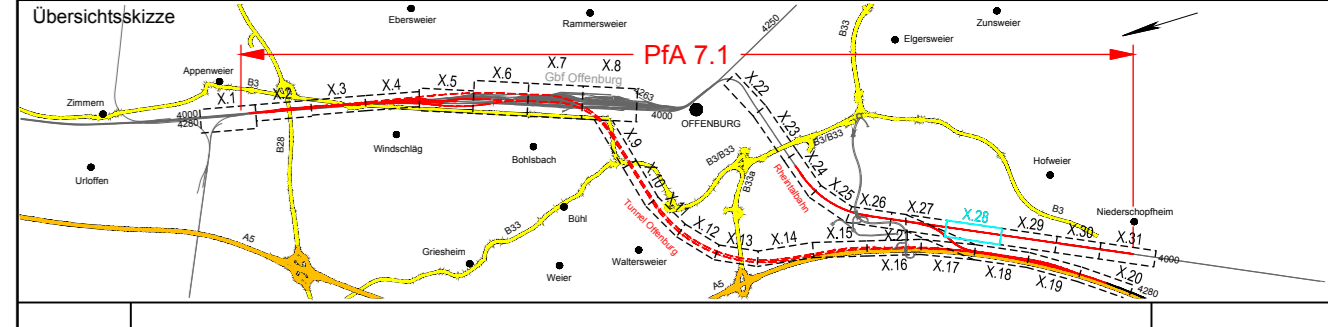 Übersichtsskizze
Ebersweier
Rammersweier
4250
B33
Zunsweier
Elgersweier
PfA 7.1
Appenweier
B3
Zimmern
X.1
X.2
X.3
X.4
X.5
X.6
X.7
X.8
Gbf Offenburg
4263
4000
4280
4000
OFFENBURG
X.22
X.23
X.24
X.25
X.26
X.27
X.28
X.29
X.30
X.31
B28
Windschläg
Bohlsbach
X.9
X.10
X.11
X.12
X.13
X.14
X.15
X.21
X.16
X.17
X.18
X.19
X.20
B3/B33
B3/B33
B33a
Rheintalbahn
Tunnel Offenburg
Hofweier
B3
Niederschopfheim
4000
4280
Urloffen
A5
B33
Bühl
Griesheim
Weier
Waltersweier
A5